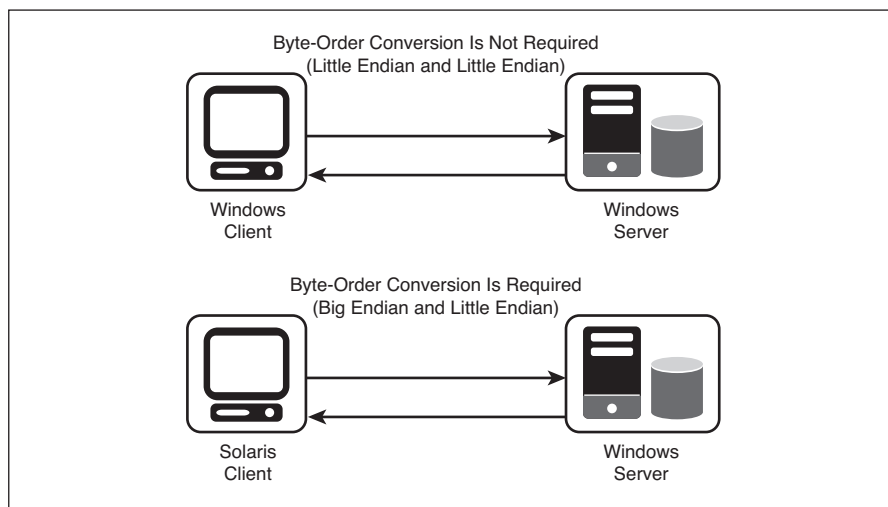 Byte-Order Conversion Is Not Required
(Little Endian and Little Endian)
Windows
Client
Windows
Server
Byte-Order Conversion Is Required
(Big Endian and Little Endian)
Solaris
Client
Windows
Server